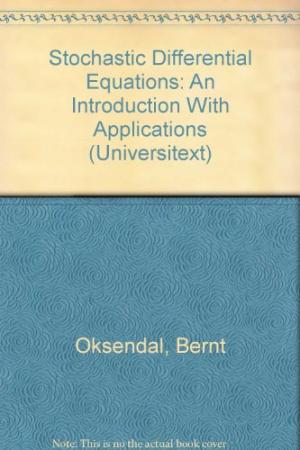 Stochastic Differential
Equations: An
Introduction With
Applications
(Universitext)
Oksendal, Bernt
Note: This is no the actual book cover